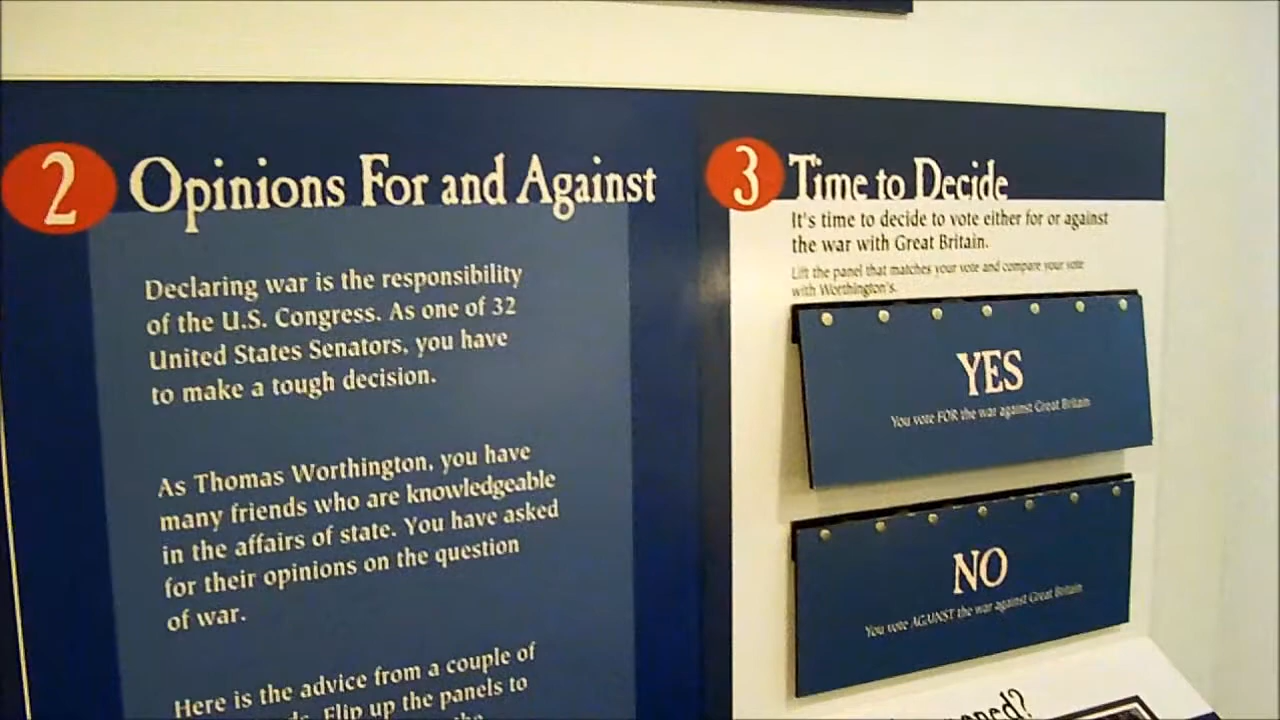 2 Opinions For and Against
Declaring war is the responsibility
of the U.S. Congress. As one of 32
United States Senators, you have
to make a tough decision.
As Thomas Worthington, you have
many friends who are knowledgeable
in the affairs of state. You have asked
for their opinions on the question
of war.
Here is the advice from a couple of
Flip up the panels to
the
3 Time to Decide
It's time to decide to vote either for or against
the war with Great Britain.
Lift the panel that matches your vote and compare your vote
with Worthington's.
YES
You vote FOR the war against Great Britain
NO
You vote AGAINST the war against Great Britain